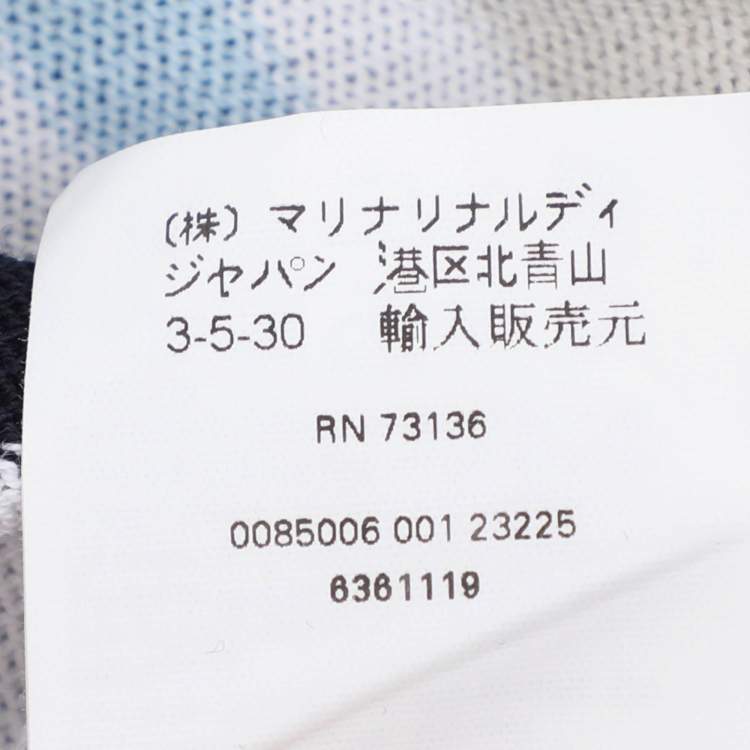 (株) マリナリナルディ
ジャパン 港区北青山
3-5-30 輸入販売元
RN 73136
0085006 001 23225
6361119